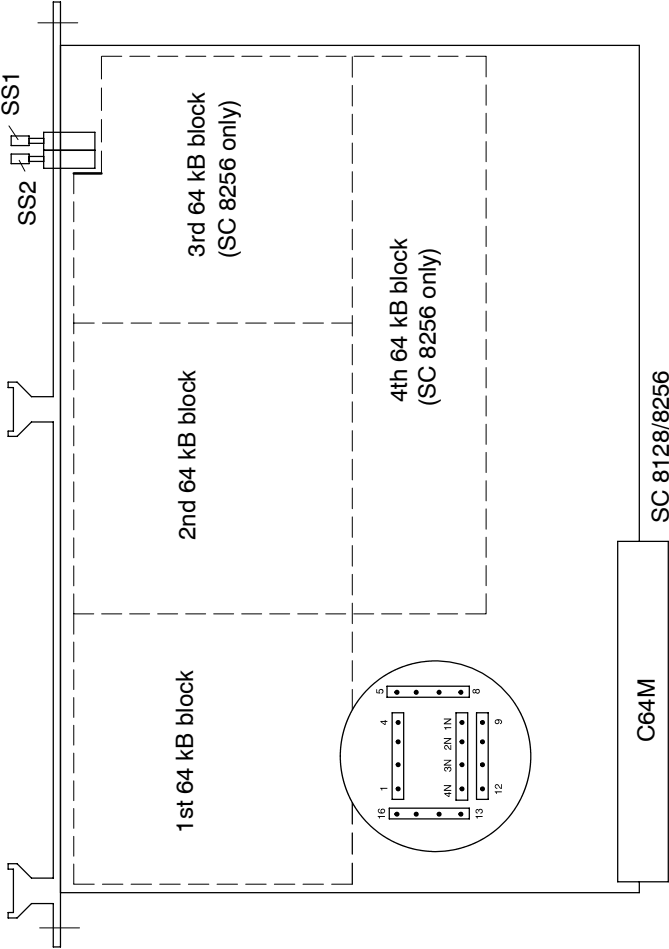 SS1
SS2
3rd 64 kB block
(SC 8256 only)
2nd 64 kB block
4th 64 kB block
(SC 8256 only)
1st 64 kB block
1
4
5
8
16
13
4N 3N 2N 1N
12
9
C64M
SC 8128/8256